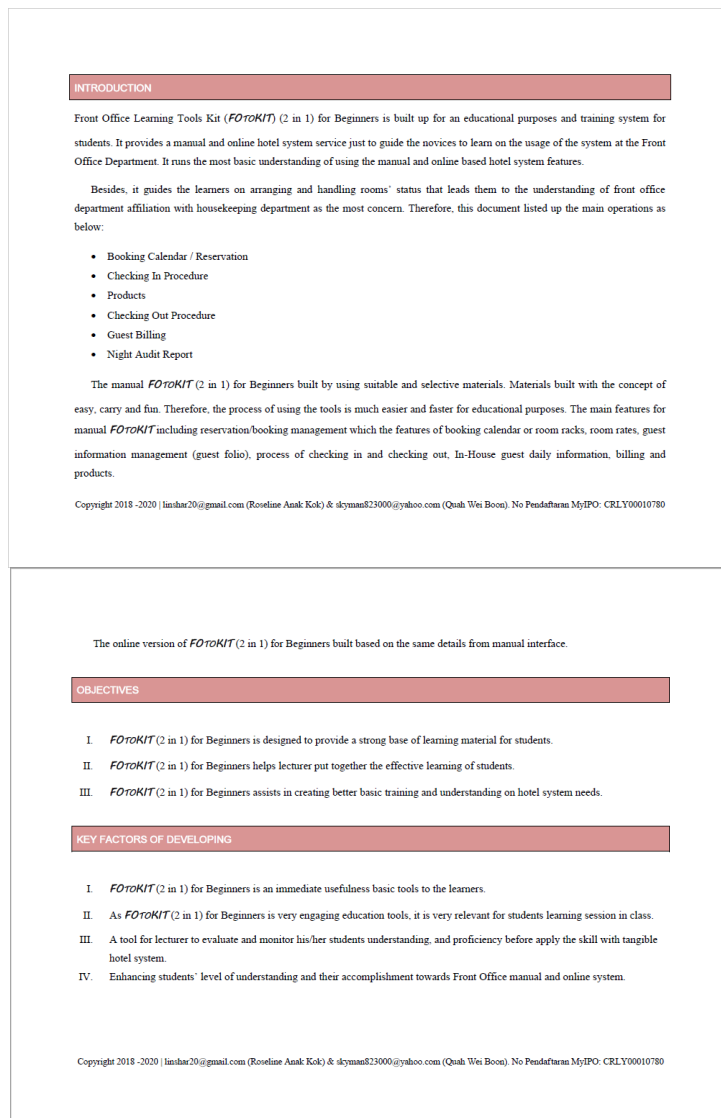 INTRODUCTION
Front Office Learning Tools Kit (FOTOKIT) (2 in 1) for Beginners is built up for an educational purposes and training system for
students. It provides a manual and online hotel system service just to guide the novices to learn on the usage of the system at the Front
Office Department. It runs the most basic understanding of using the manual and online based hotel system features.
Besides, it guides the learners on arranging and handling rooms' status that leads them to the understanding of front office
department affiliation with housekeeping department as the most concern. Therefore, this document listed up the main operations as
below:
• Booking Calendar / Reservation
• Checking In Procedure
• Products
• Checking Out Procedure
• Guest Billing
• Night Audit Report
The manual FOTOKIT (2 in 1) for Beginners built by using suitable and selective materials. Materials built with the concept of
easy, carry and fun. Therefore, the process of using the tools is much easier and faster for educational purposes. The main features for
manual FOTOKIT including reservation/booking management which the features of booking calendar or room racks, room rates, guest
information management (guest folio), process of checking in and checking out, In-House guest daily information, billing and
products.
Copyright 2018 -2020 | linshar20@gmail.com (Roseline Anak Kok) & skyman823000@yahoo.com (Quah Wei Boon). No Pendaftaran MyIPO: CRLY00010780
The online version of FOTOKIT (2 in 1) for Beginners built based on the same details from manual interface.
OBJECTIVES
I. FOTOKIT (2 in 1) for Beginners is designed to provide a strong base of learning material for students.
II. FOTOKIT (2 in 1) for Beginners helps lecturer put together the effective learning of students.
III. FOTOKIT (2 in 1) for Beginners assists in creating better basic training and understanding on hotel system needs.
KEY FACTORS OF DEVELOPING
I. FOTOKIT (2 in 1) for Beginners is an immediate usefulness basic tools to the learners.
II. As FOTOKIT (2 in 1) for Beginners is very engaging education tools, it is very relevant for students learning session in class.
III. A tool for lecturer to evaluate and monitor his/her students understanding, and proficiency before apply the skill with tangible
hotel system.
IV. Enhancing students' level of understanding and their accomplishment towards Front Office manual and online system.
Copyright 2018 -2020 | linshar20@gmail.com (Roseline Anak Kok) & skyman823000@yahoo.com (Quah Wei Boon). No Pendaftaran MyIPO: CRLY00010780